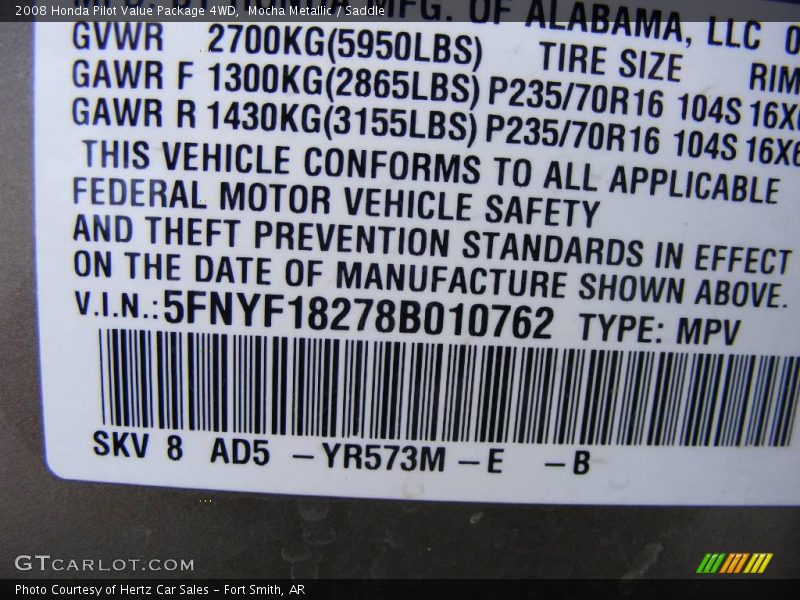 2008 Honda Pilot Value Package 4WD, Mocha Metallic / Saddle
MFG. OF ALABAMA, LLC
GVWR 2700KG(5950LBS) TIRE SIZE RIM
GAWR F 1300KG(2865LBS) P235/70R16 104S 16X
GAWR R 1430KG(3155LBS) P235/70R16 104S 16X6
THIS VEHICLE CONFORMS TO ALL APPLICABLE
FEDERAL MOTOR VEHICLE SAFETY
AND THEFT PREVENTION STANDARDS IN EFFECT
ON THE DATE OF MANUFACTURE SHOWN ABOVE.
V.I.N.: 5FNYF18278B010762 TYPE: MPV
SKV 8 AD5 – YR573M – E – B
GTCARLOT.COM
Photo Courtesy of Hertz Car Sales - Fort Smith, AR